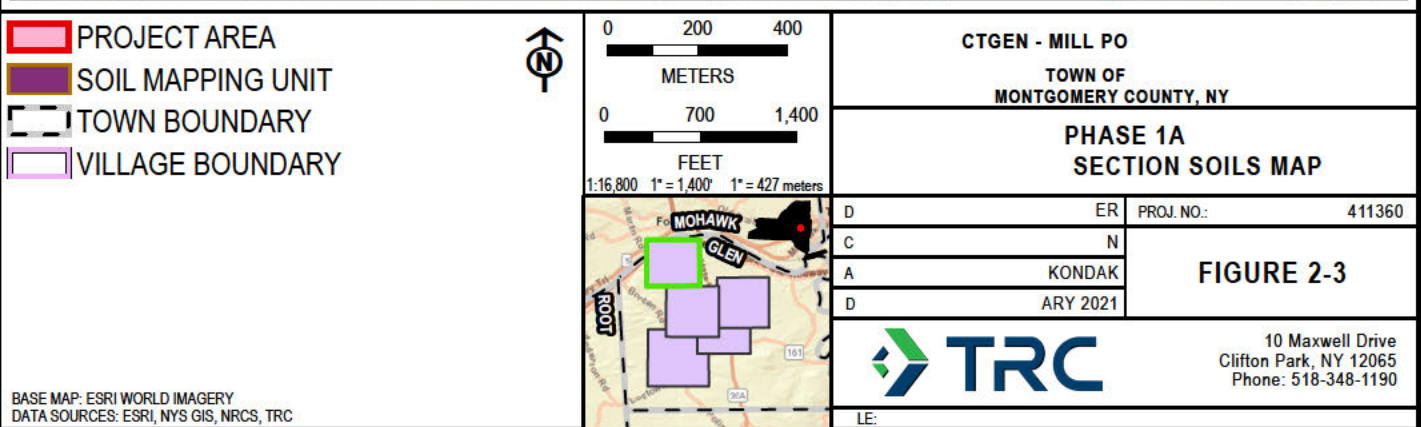 PROJECT AREA
SOIL MAPPING UNIT
TOWN BOUNDARY
VILLAGE BOUNDARY
BASE MAP: ESRI WORLD IMAGERY
DATA SOURCES: ESRI, NYS GIS, NRCS, TRC
N
0 200 400
METERS
0 700 1,400
FEET
1:16,800 1" = 1,400' 1" = 427 meters
MOHAWK
GLEN
ROOT
161
30A
CTGEN - MILL PO
TOWN OF
MONTGOMERY COUNTY, NY
PHASE 1A
SECTION SOILS MAP
D ER PROJ. NO.: 411360
C N
A KONDAK
D ARY 2021
FIGURE 2-3
TRC
10 Maxwell Drive
Clifton Park, NY 12065
Phone: 518-348-1190
LE: